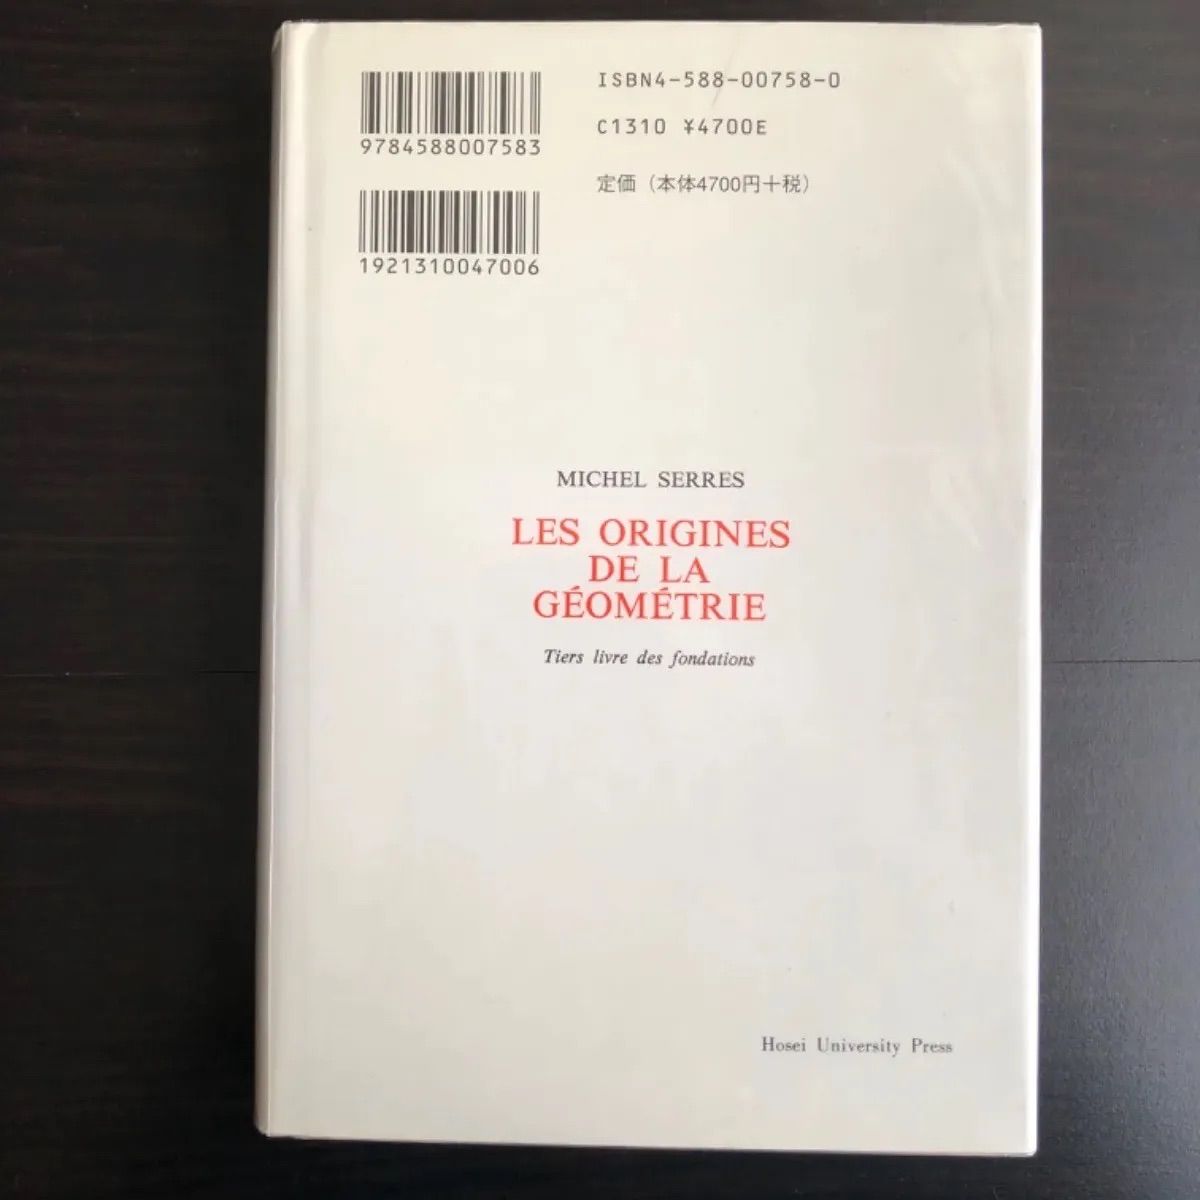 ISBN4-588-00758-0
C1310 ¥4700E
定価（本体4700円＋税）
9784588007583
1921310047006
MICHEL SERRES
LES ORIGINES
DE LA
GÉOMÉTRIE
Tiers livre des fondations
Hosei University Press